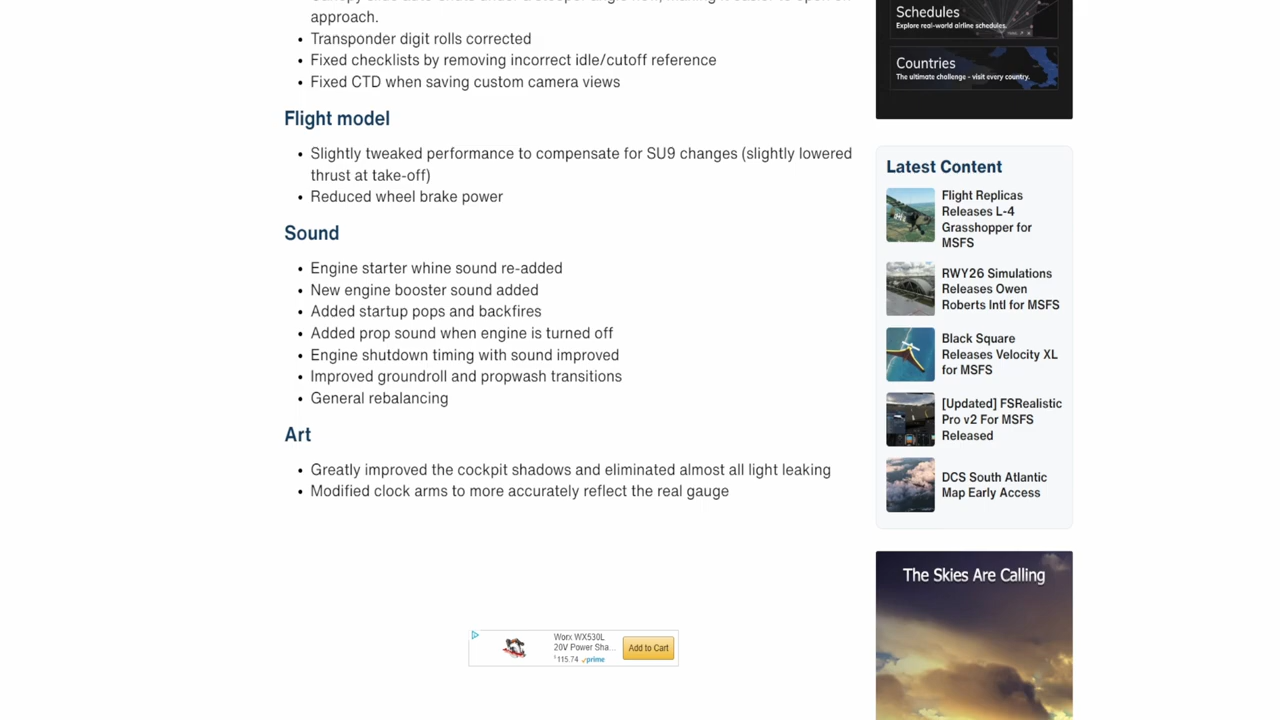 approach.
• Transponder digit rolls corrected
• Fixed checklists by removing incorrect idle/cutoff reference
• Fixed CTD when saving custom camera views
Flight model
• Slightly tweaked performance to compensate for SU9 changes (slightly lowered
thrust at take-off)
• Reduced wheel brake power
Sound
• Engine starter whine sound re-added
• New engine booster sound added
• Added startup pops and backfires
• Added prop sound when engine is turned off
• Engine shutdown timing with sound improved
• Improved groundroll and propwash transitions
• General rebalancing
Art
• Greatly improved the cockpit shadows and eliminated almost all light leaking
• Modified clock arms to more accurately reflect the real gauge
Worx WX530L
20V Power Sha...
$115.74 prime
Add to Cart
Schedules
Explore real-world airline schedules.
Countries
The ultimate challenge - visit every country.
Latest Content
Flight Replicas
Releases L-4
Grasshopper for
MSFS
RWY26 Simulations
Releases Owen
Roberts Intl for MSFS
Black Square
Releases Velocity XL
for MSFS
[Updated] FSRealistic
Pro v2 For MSFS
Released
DCS South Atlantic
Map Early Access
The Skies Are Calling